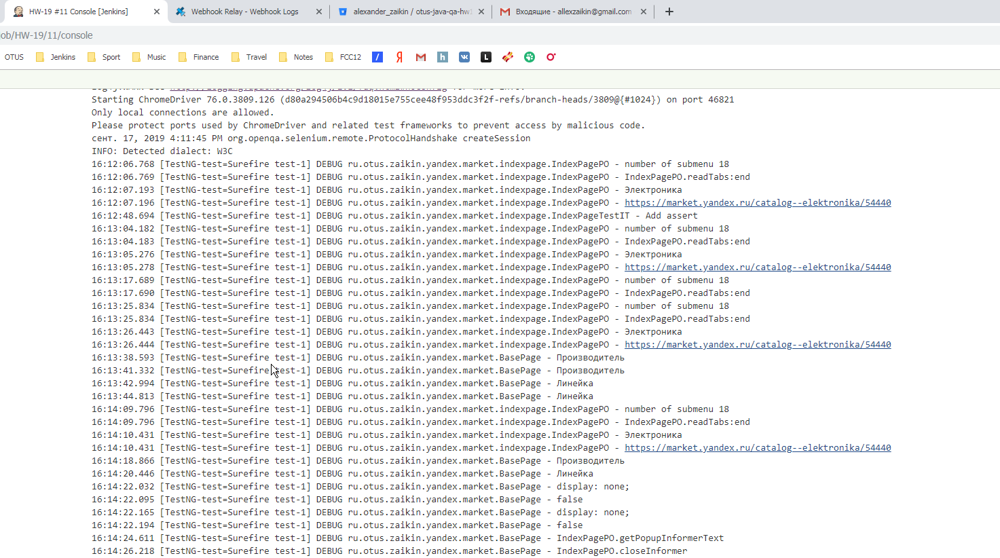 HW-19 #11 Console [Jenkins]
Webhook Relay - Webhook Logs
alexander_zaikin / otus-java-qa-hw
Входящие - allexzaikin@gmail.com
ob/HW-19/11/console
OTUS Jenkins Sport Music Finance Travel Notes FCC12
Starting ChromeDriver 76.0.3809.126 (d80a294506b4c9d18015e755cee48f953ddc3f2f-refs/branch-heads/3809@{#1024}) on port 46821
Only local connections are allowed.
Please protect ports used by ChromeDriver and related test frameworks to prevent access by malicious code.
сент. 17, 2019 4:11:45 PM org.openqa.selenium.remote.ProtocolHandshake createSession
INFO: Detected dialect: W3C
16:12:06.768 [TestNG-test=Surefire test-1] DEBUG ru.otus.zaikin.yandex.market.indexpage.IndexPagePO - number of submenu 18
16:12:06.769 [TestNG-test=Surefire test-1] DEBUG ru.otus.zaikin.yandex.market.indexpage.IndexPagePO - IndexPagePO.readTabs:end
16:12:07.193 [TestNG-test=Surefire test-1] DEBUG ru.otus.zaikin.yandex.market.indexpage.IndexPagePO - Электроника
16:12:07.196 [TestNG-test=Surefire test-1] DEBUG ru.otus.zaikin.yandex.market.indexpage.IndexPagePO - https://market.yandex.ru/catalog--elektronika/54440
16:12:48.694 [TestNG-test=Surefire test-1] DEBUG ru.otus.zaikin.yandex.market.indexpage.IndexPageTestIT - Add assert
16:13:04.182 [TestNG-test=Surefire test-1] DEBUG ru.otus.zaikin.yandex.market.indexpage.IndexPagePO - number of submenu 18
16:13:04.183 [TestNG-test=Surefire test-1] DEBUG ru.otus.zaikin.yandex.market.indexpage.IndexPagePO - IndexPagePO.readTabs:end
16:13:05.276 [TestNG-test=Surefire test-1] DEBUG ru.otus.zaikin.yandex.market.indexpage.IndexPagePO - Электроника
16:13:05.278 [TestNG-test=Surefire test-1] DEBUG ru.otus.zaikin.yandex.market.indexpage.IndexPagePO - https://market.yandex.ru/catalog--elektronika/54440
16:13:17.689 [TestNG-test=Surefire test-1] DEBUG ru.otus.zaikin.yandex.market.indexpage.IndexPagePO - number of submenu 18
16:13:17.690 [TestNG-test=Surefire test-1] DEBUG ru.otus.zaikin.yandex.market.indexpage.IndexPagePO - IndexPagePO.readTabs:end
16:13:25.834 [TestNG-test=Surefire test-1] DEBUG ru.otus.zaikin.yandex.market.indexpage.IndexPagePO - number of submenu 18
16:13:25.834 [TestNG-test=Surefire test-1] DEBUG ru.otus.zaikin.yandex.market.indexpage.IndexPagePO - IndexPagePO.readTabs:end
16:13:26.443 [TestNG-test=Surefire test-1] DEBUG ru.otus.zaikin.yandex.market.indexpage.IndexPagePO - Электроника
16:13:26.444 [TestNG-test=Surefire test-1] DEBUG ru.otus.zaikin.yandex.market.indexpage.IndexPagePO - https://market.yandex.ru/catalog--elektronika/54440
16:13:38.593 [TestNG-test=Surefire test-1] DEBUG ru.otus.zaikin.yandex.market.BasePage - Производитель
16:13:41.332 [TestNG-test=Surefire test-1] DEBUG ru.otus.zaikin.yandex.market.BasePage - Производитель
16:13:42.994 [TestNG-test=Surefire test-1] DEBUG ru.otus.zaikin.yandex.market.BasePage - Линейка
16:13:44.813 [TestNG-test=Surefire test-1] DEBUG ru.otus.zaikin.yandex.market.BasePage - Линейка
16:14:09.796 [TestNG-test=Surefire test-1] DEBUG ru.otus.zaikin.yandex.market.indexpage.IndexPagePO - number of submenu 18
16:14:09.796 [TestNG-test=Surefire test-1] DEBUG ru.otus.zaikin.yandex.market.indexpage.IndexPagePO - IndexPagePO.readTabs:end
16:14:10.431 [TestNG-test=Surefire test-1] DEBUG ru.otus.zaikin.yandex.market.indexpage.IndexPagePO - Электроника
16:14:10.431 [TestNG-test=Surefire test-1] DEBUG ru.otus.zaikin.yandex.market.indexpage.IndexPagePO - https://market.yandex.ru/catalog--elektronika/54440
16:14:18.866 [TestNG-test=Surefire test-1] DEBUG ru.otus.zaikin.yandex.market.BasePage - Производитель
16:14:20.446 [TestNG-test=Surefire test-1] DEBUG ru.otus.zaikin.yandex.market.BasePage - Линейка
16:14:22.032 [TestNG-test=Surefire test-1] DEBUG ru.otus.zaikin.yandex.market.BasePage - display: none;
16:14:22.095 [TestNG-test=Surefire test-1] DEBUG ru.otus.zaikin.yandex.market.BasePage - false
16:14:22.165 [TestNG-test=Surefire test-1] DEBUG ru.otus.zaikin.yandex.market.BasePage - display: none;
16:14:22.194 [TestNG-test=Surefire test-1] DEBUG ru.otus.zaikin.yandex.market.BasePage - false
16:14:24.611 [TestNG-test=Surefire test-1] DEBUG ru.otus.zaikin.yandex.market.BasePage - IndexPagePO.getPopupInformerText
16:14:26.218 [TestNG-test=Surefire test-1] DEBUG ru.otus.zaikin.yandex.market.BasePage - IndexPagePO.closeInformer